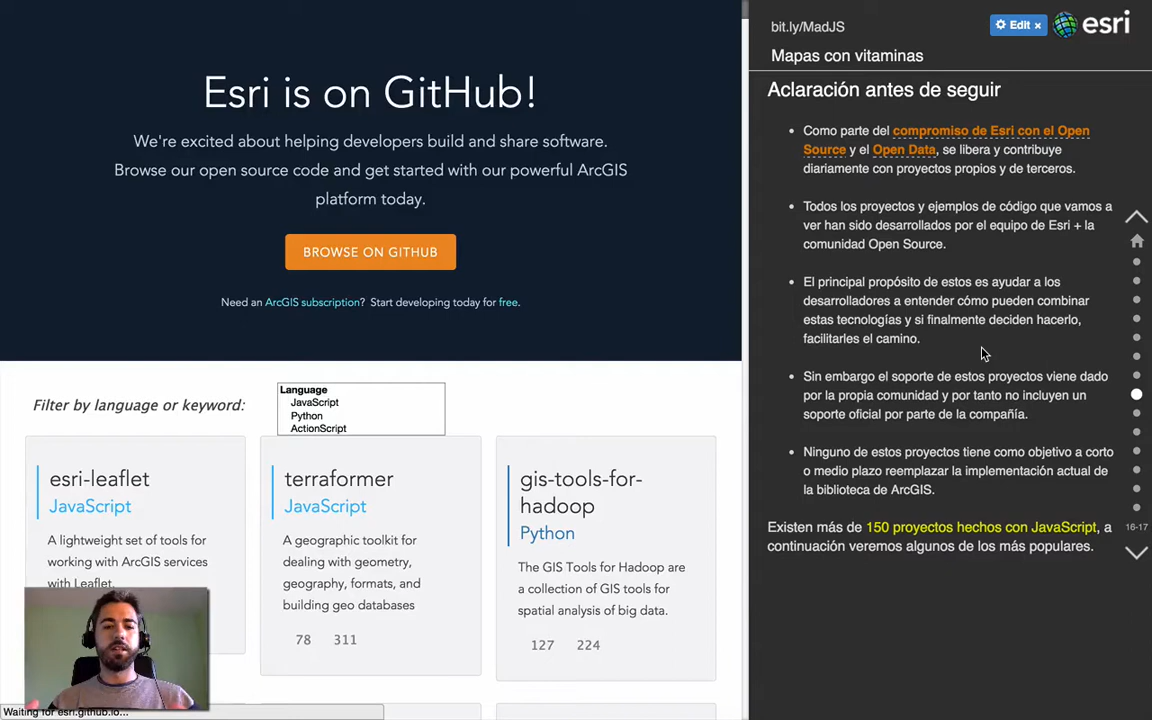 Esri is on GitHub!
We're excited about helping developers build and share software.
Browse our open source code and get started with our powerful ArcGIS
platform today.
BROWSE ON GITHUB
Need an ArcGIS subscription? Start developing today for free.
Filter by language or keyword:
Language
JavaScript
Python
ActionScript
esri-leaflet
JavaScript
A lightweight set of tools for
working with ArcGIS services
with Leaflet.
terraformer
JavaScript
A geographic toolkit for
dealing with geometry,
geography, formats, and
building geo databases
78 311
gis-tools-for-
hadoop
Python
The GIS Tools for Hadoop are
a collection of GIS tools for
spatial analysis of big data.
127 224
Waiting for esri.github.io...
bit.ly/MadJS
Edit ×
esri
Mapas con vitaminas
Aclaración antes de seguir
• Como parte del compromiso de Esri con el Open
Source y el Open Data, se libera y contribuye
diariamente con proyectos propios y de terceros.
• Todos los proyectos y ejemplos de código que vamos a
ver han sido desarrollados por el equipo de Esri + la
comunidad Open Source.
• El principal propósito de estos es ayudar a los
desarrolladores a entender cómo pueden combinar
estas tecnologías y si finalmente deciden hacerlo,
facilitarles el camino.
• Sin embargo el soporte de estos proyectos viene dado
por la propia comunidad y por tanto no incluyen un
soporte oficial por parte de la compañía.
• Ninguno de estos proyectos tiene como objetivo a corto
o medio plazo reemplazar la implementación actual de
la biblioteca de ArcGIS.
Existen más de 150 proyectos hechos con JavaScript, a
continuación veremos algunos de los más populares.
16-17